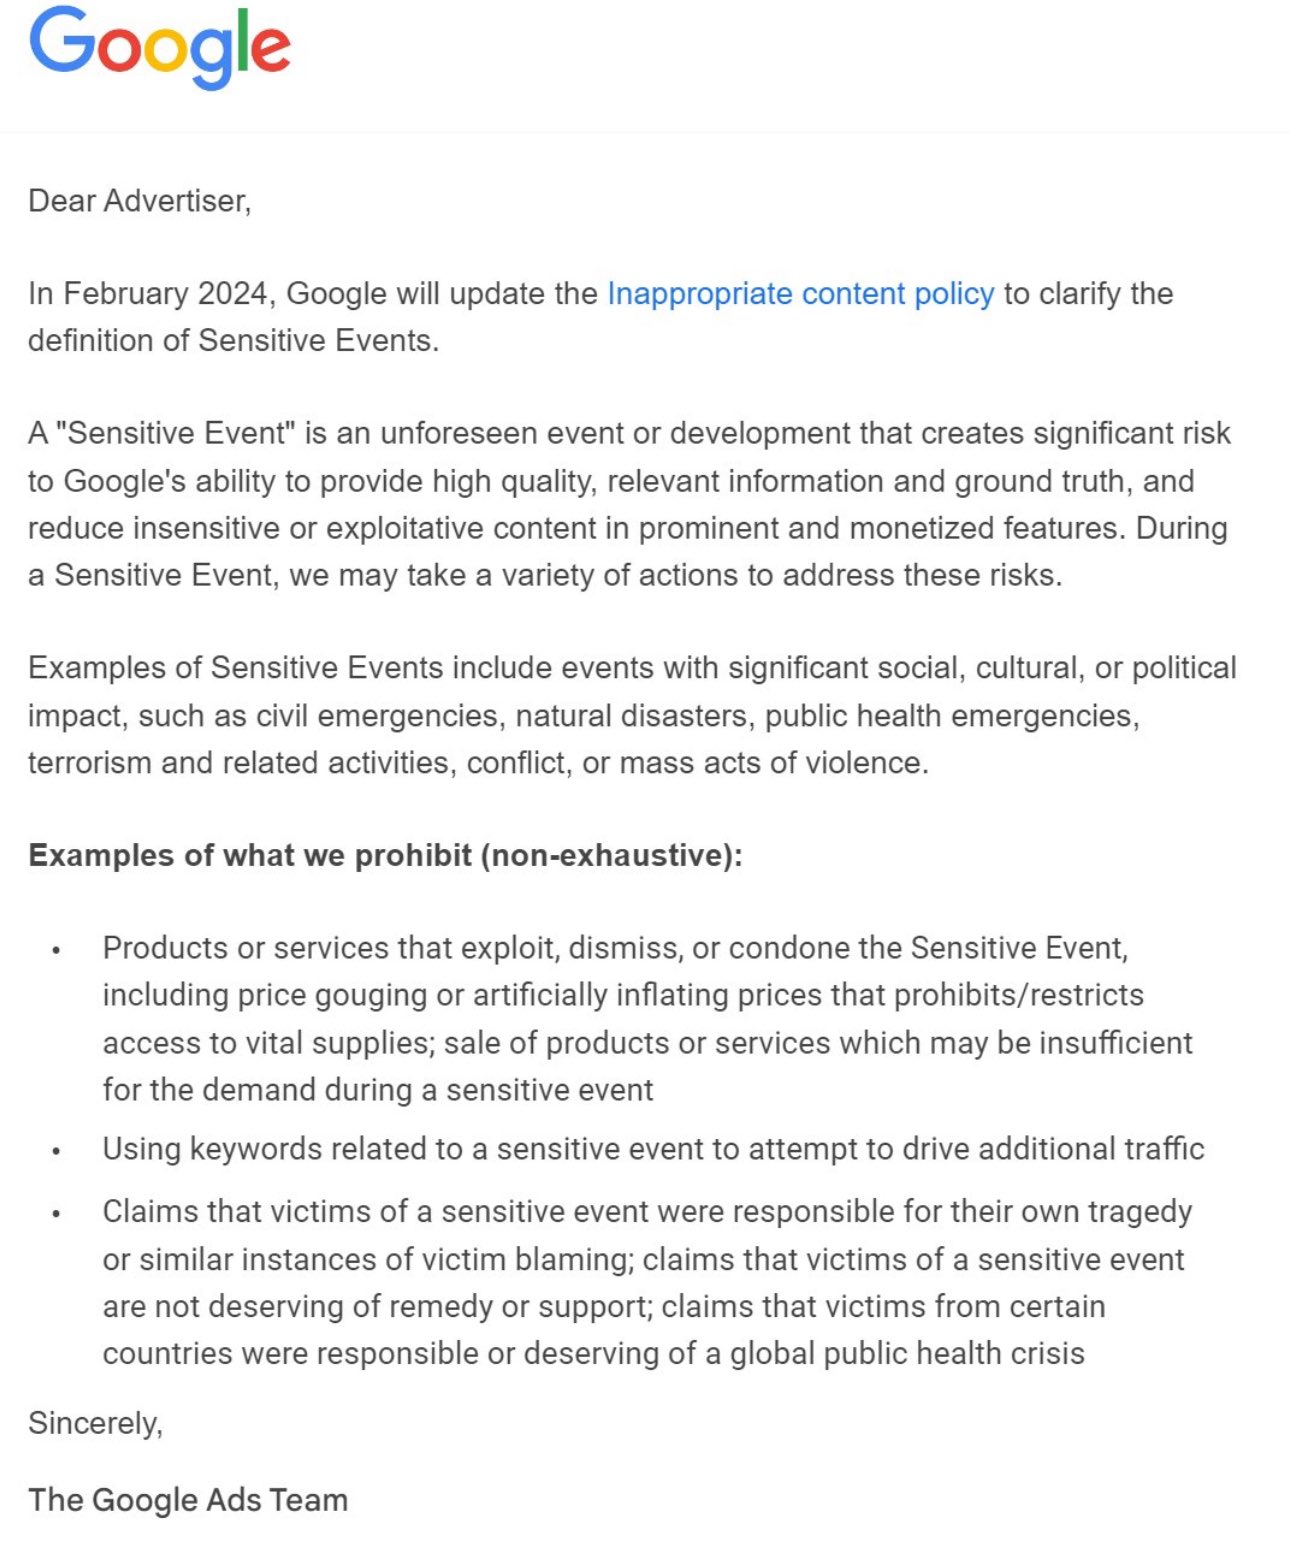 Google
Dear Advertiser,
In February 2024, Google will update the Inappropriate content policy to clarify the
definition of Sensitive Events.
A "Sensitive Event" is an unforeseen event or development that creates significant risk
to Google's ability to provide high quality, relevant information and ground truth, and
reduce insensitive or exploitative content in prominent and monetized features. During
a Sensitive Event, we may take a variety of actions to address these risks.
Examples of Sensitive Events include events with significant social, cultural, or political
impact, such as civil emergencies, natural disasters, public health emergencies,
terrorism and related activities, conflict, or mass acts of violence.
Examples of what we prohibit (non-exhaustive):
• Products or services that exploit, dismiss, or condone the Sensitive Event,
including price gouging or artificially inflating prices that prohibits/restricts
access to vital supplies; sale of products or services which may be insufficient
for the demand during a sensitive event
• Using keywords related to a sensitive event to attempt to drive additional traffic
• Claims that victims of a sensitive event were responsible for their own tragedy
or similar instances of victim blaming; claims that victims of a sensitive event
are not deserving of remedy or support; claims that victims from certain
countries were responsible or deserving of a global public health crisis
Sincerely,
The Google Ads Team